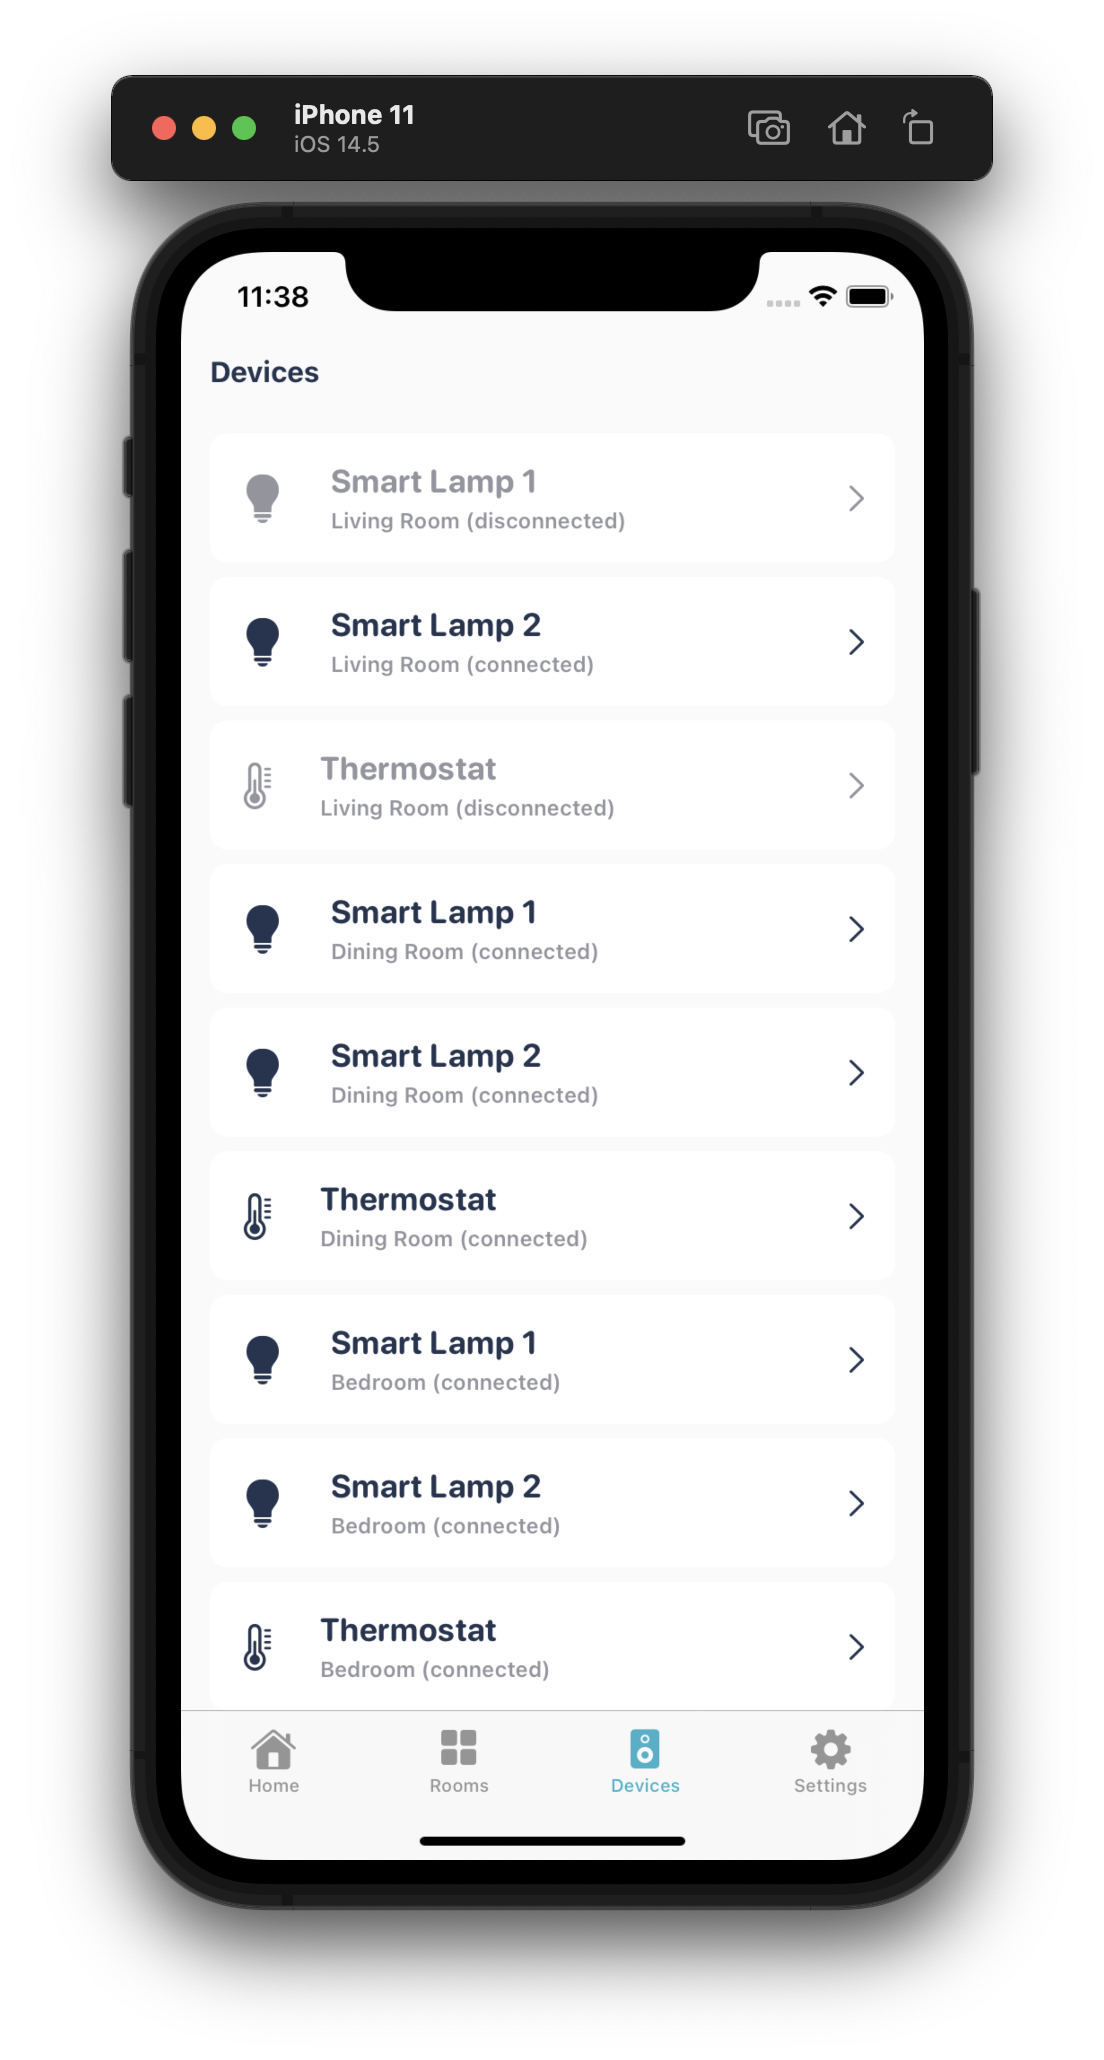 iPhone 11
iOS 14.5
11:38
Devices
Smart Lamp 1
Living Room (disconnected)
Smart Lamp 2
Living Room (connected)
Thermostat
Living Room (disconnected)
Smart Lamp 1
Dining Room (connected)
Smart Lamp 2
Dining Room (connected)
Thermostat
Dining Room (connected)
Smart Lamp 1
Bedroom (connected)
Smart Lamp 2
Bedroom (connected)
Thermostat
Bedroom (connected)
Home Rooms Devices Settings